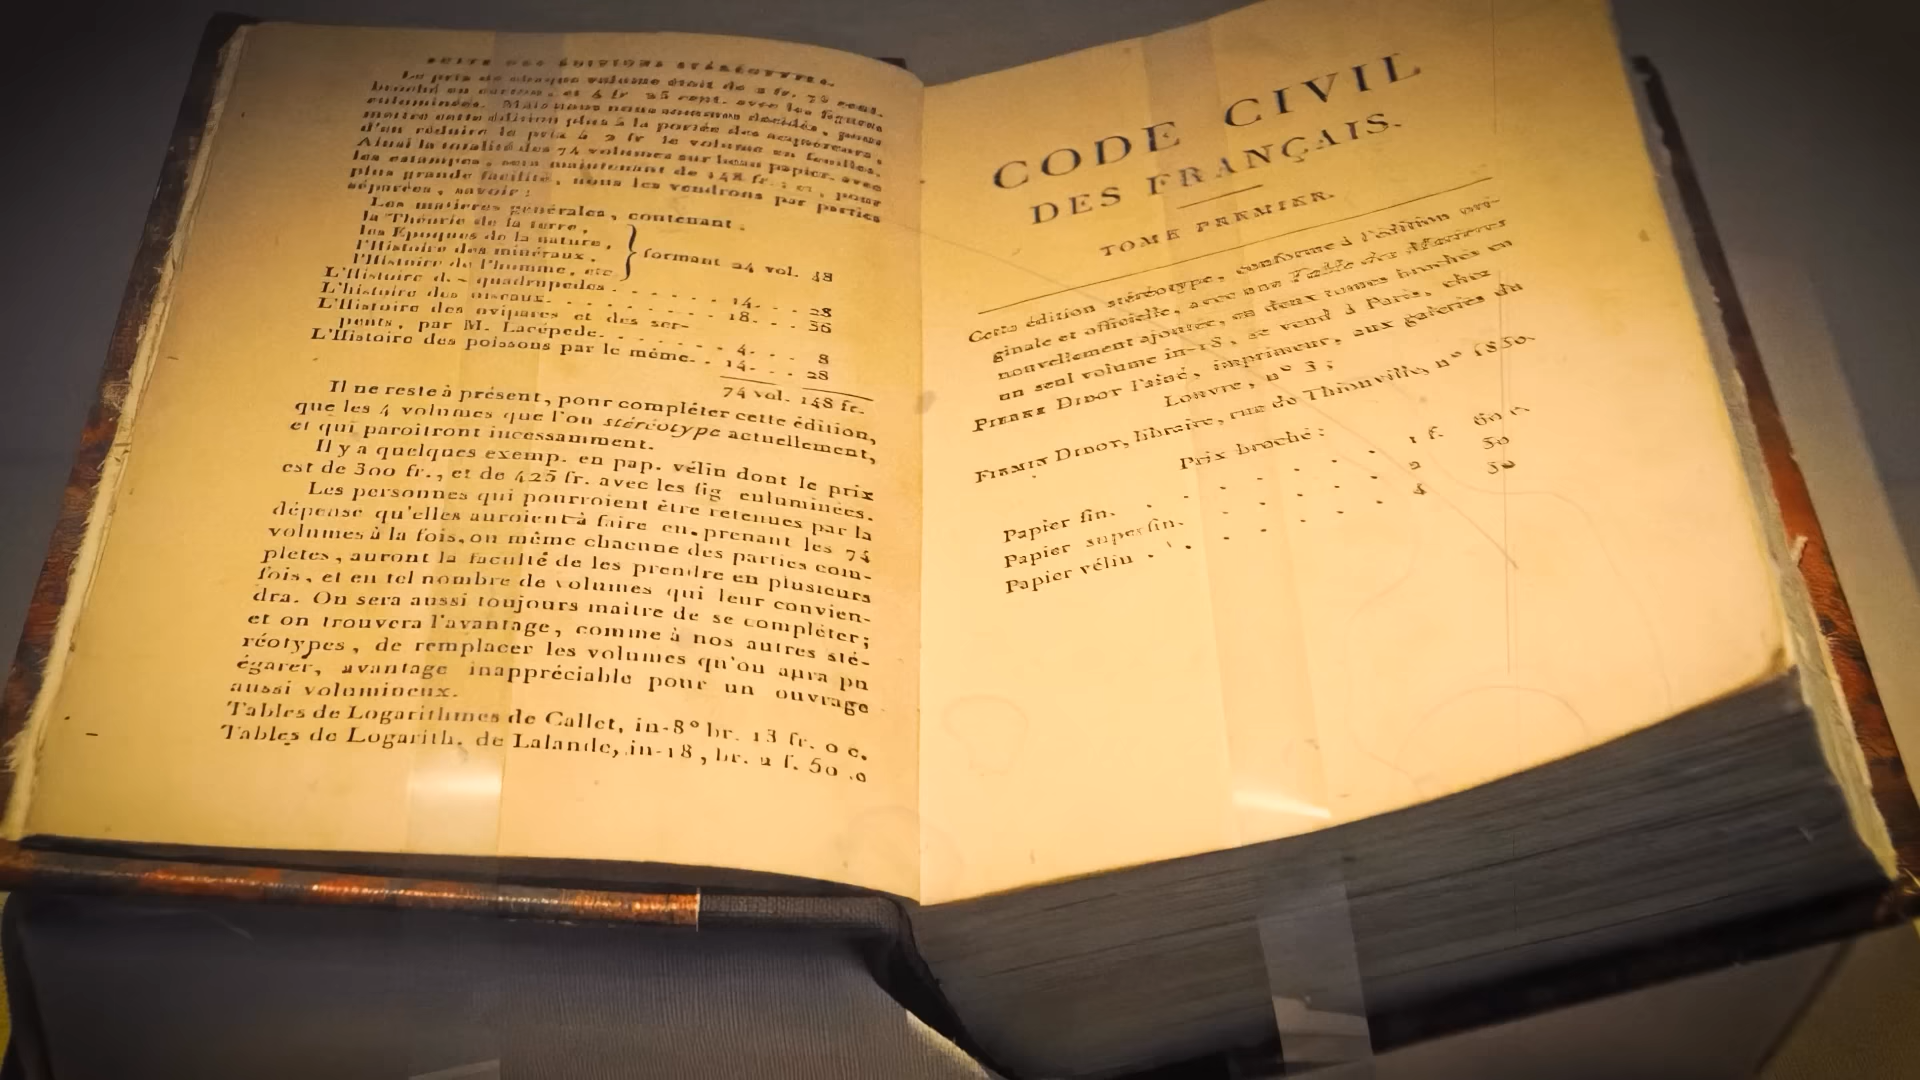 SUITE DES ÉDITIONS STÉRÉOTYPES.
Le prix de chaque volume étoit de 2 fr. 75 cent.
broché en carton, et 4 fr 25 cent. avec les figures
enluminées. Mais nous nous sommes décidés, pour
mettre cette édition plus à la portée des acquéreurs,
d'en réduire le prix à 2 fr le volume en feuilles.
Ainsi la totalité des 74 volumes sur beau papier, avec
les estampes, sera maintenant de 148 fr.; et, pour
plus grande facilité, nous les vendrons par parties
séparées, savoir:
Les matieres générales, contenant.
la Théorie de la terre,
les Époques de la nature,
l'Histoire des minéraux,
l'Histoire de l'homme, etc
formant 24 vol. 48
L'Histoire des quadrupedes . . . . . . 14. . . 28
L'histoire des oiseaux. . . . . . . . 18. . . 36
L'Histoire des ovipares et des ser-
pents, par M. Lacépede. . . . . . 4. . . 8
L'Histoire des poissons par le même. . 14. . . 28
74 vol. 148 fr.
Il ne reste à présent, pour compléter cette édition,
que les 4 volumes que l'on stéréotype actuellement,
et qui paroitront incessamment.
Il y a quelques exemp. en pap. vélin dont le prix
est de 300 fr., et de 425 fr. avec les fig enluminées.
Les personnes qui pourroient être retenues par la
dépense qu'elles auroient à faire en prenant les 74
volumes à la fois, ou même chacune des parties com-
pletes, auront la faculté de les prendre en plusieurs
fois, et en tel nombre de volumes qui leur convien-
dra. On sera aussi toujours maitre de se compléter;
et on trouvera l'avantage, comme à nos autres sté-
réotypes, de remplacer les volumes qu'on aura pu
égarer, avantage inappréciable pour un ouvrage
aussi volumineux.
Tables de Logarithmes de Callet, in-8° br. 13 fr. 0 c.
Tables de Logarith. de Lalande, in-18, br. 2 f. 50 .0
CODE CIVIL
DES FRANÇAIS.
TOME PREMIER.
Cette édition stéréotype, conforme à l'édition ori-
ginale et officielle, avec une Table des Matieres
nouvellement ajoutée, en deux tomes brochés en
un seul volume in-18, se vend à Paris, chez
PIERRE DIDOT l'ainé, imprimeur, aux galeries du
Louvre, n° 3;
FIRMIN DIDOT, libraire, rue de Thionville, n° 1850.
Prix broché:
Papier fin. . . . . . . . 1 f. 60 c
Papier superfin. . . . . . . 2 50
Papier vélin . . . . . . . . 4 50